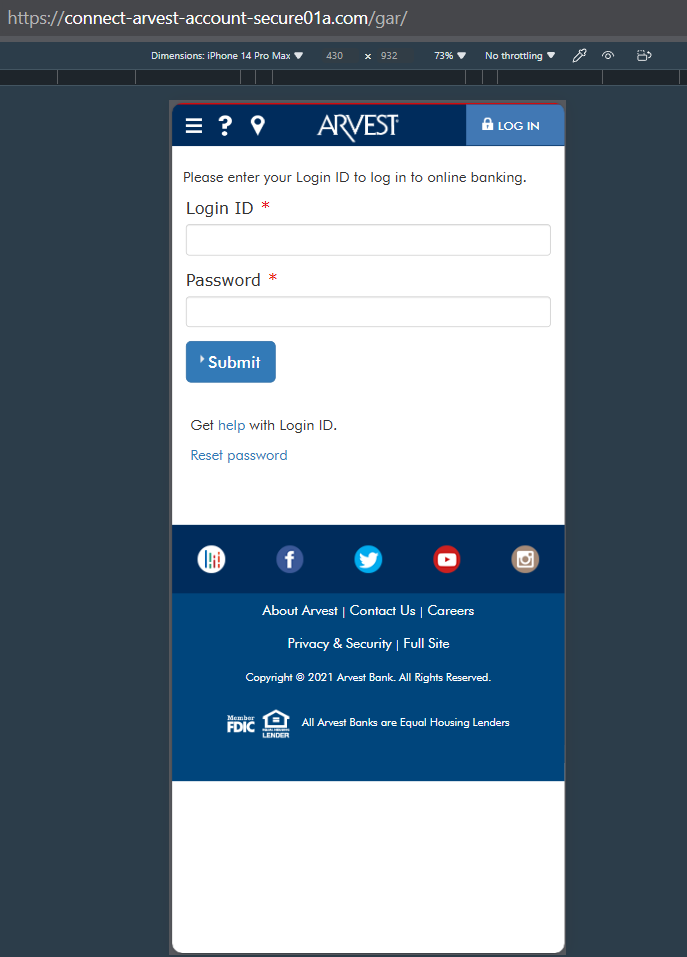 https://connect-arvest-account-secure01a.com/gar/
Dimensions: iPhone 14 Pro Max 430 x 932 73% No throttling
ARVEST LOG IN
Please enter your Login ID to log in to online banking.
Login ID *
Password *
Submit
Get help with Login ID.
Reset password
About Arvest | Contact Us | Careers
Privacy & Security | Full Site
Copyright © 2021 Arvest Bank. All Rights Reserved.
Member
FDIC
EQUAL HOUSING
LENDER
All Arvest Banks are Equal Housing Lenders